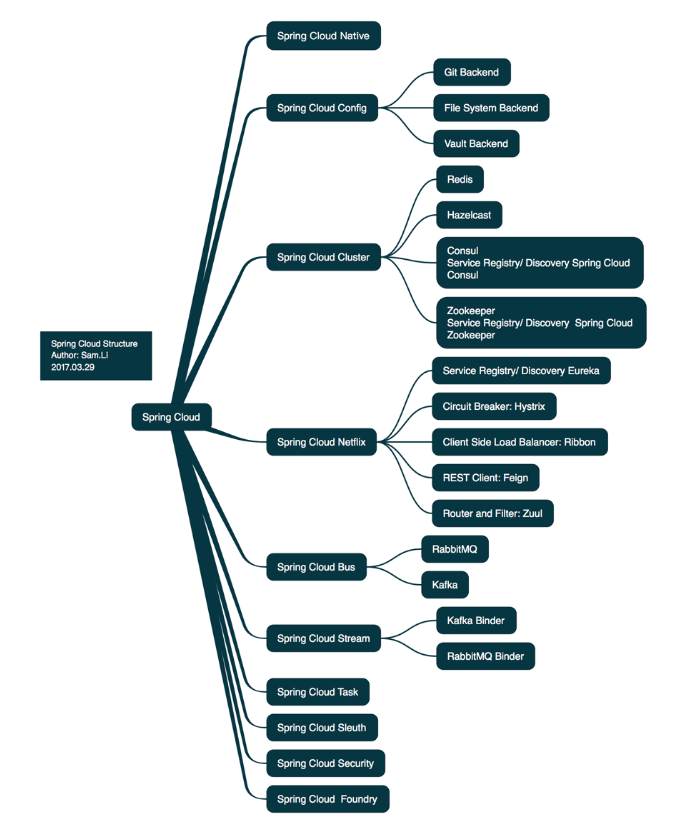 Spring Cloud Structure
Author: Sam.Li
2017.03.29
Spring Cloud
Spring Cloud Native
Spring Cloud Config
Git Backend
File System Backend
Vault Backend
Spring Cloud Cluster
Redis
Hazelcast
Consul
Service Registry/ Discovery Spring Cloud
Consul
Zookeeper
Service Registry/ Discovery  Spring Cloud
Zookeeper
Spring Cloud Netflix
Service Registry/ Discovery Eureka
Circuit Breaker: Hystrix
Client Side Load Balancer: Ribbon
REST Client: Feign
Router and Filter: Zuul
Spring Cloud Bus
RabbitMQ
Kafka
Spring Cloud Stream
Kafka Binder
RabbitMQ Binder
Spring Cloud Task
Spring Cloud Sleuth
Spring Cloud Security
Spring Cloud  Foundry